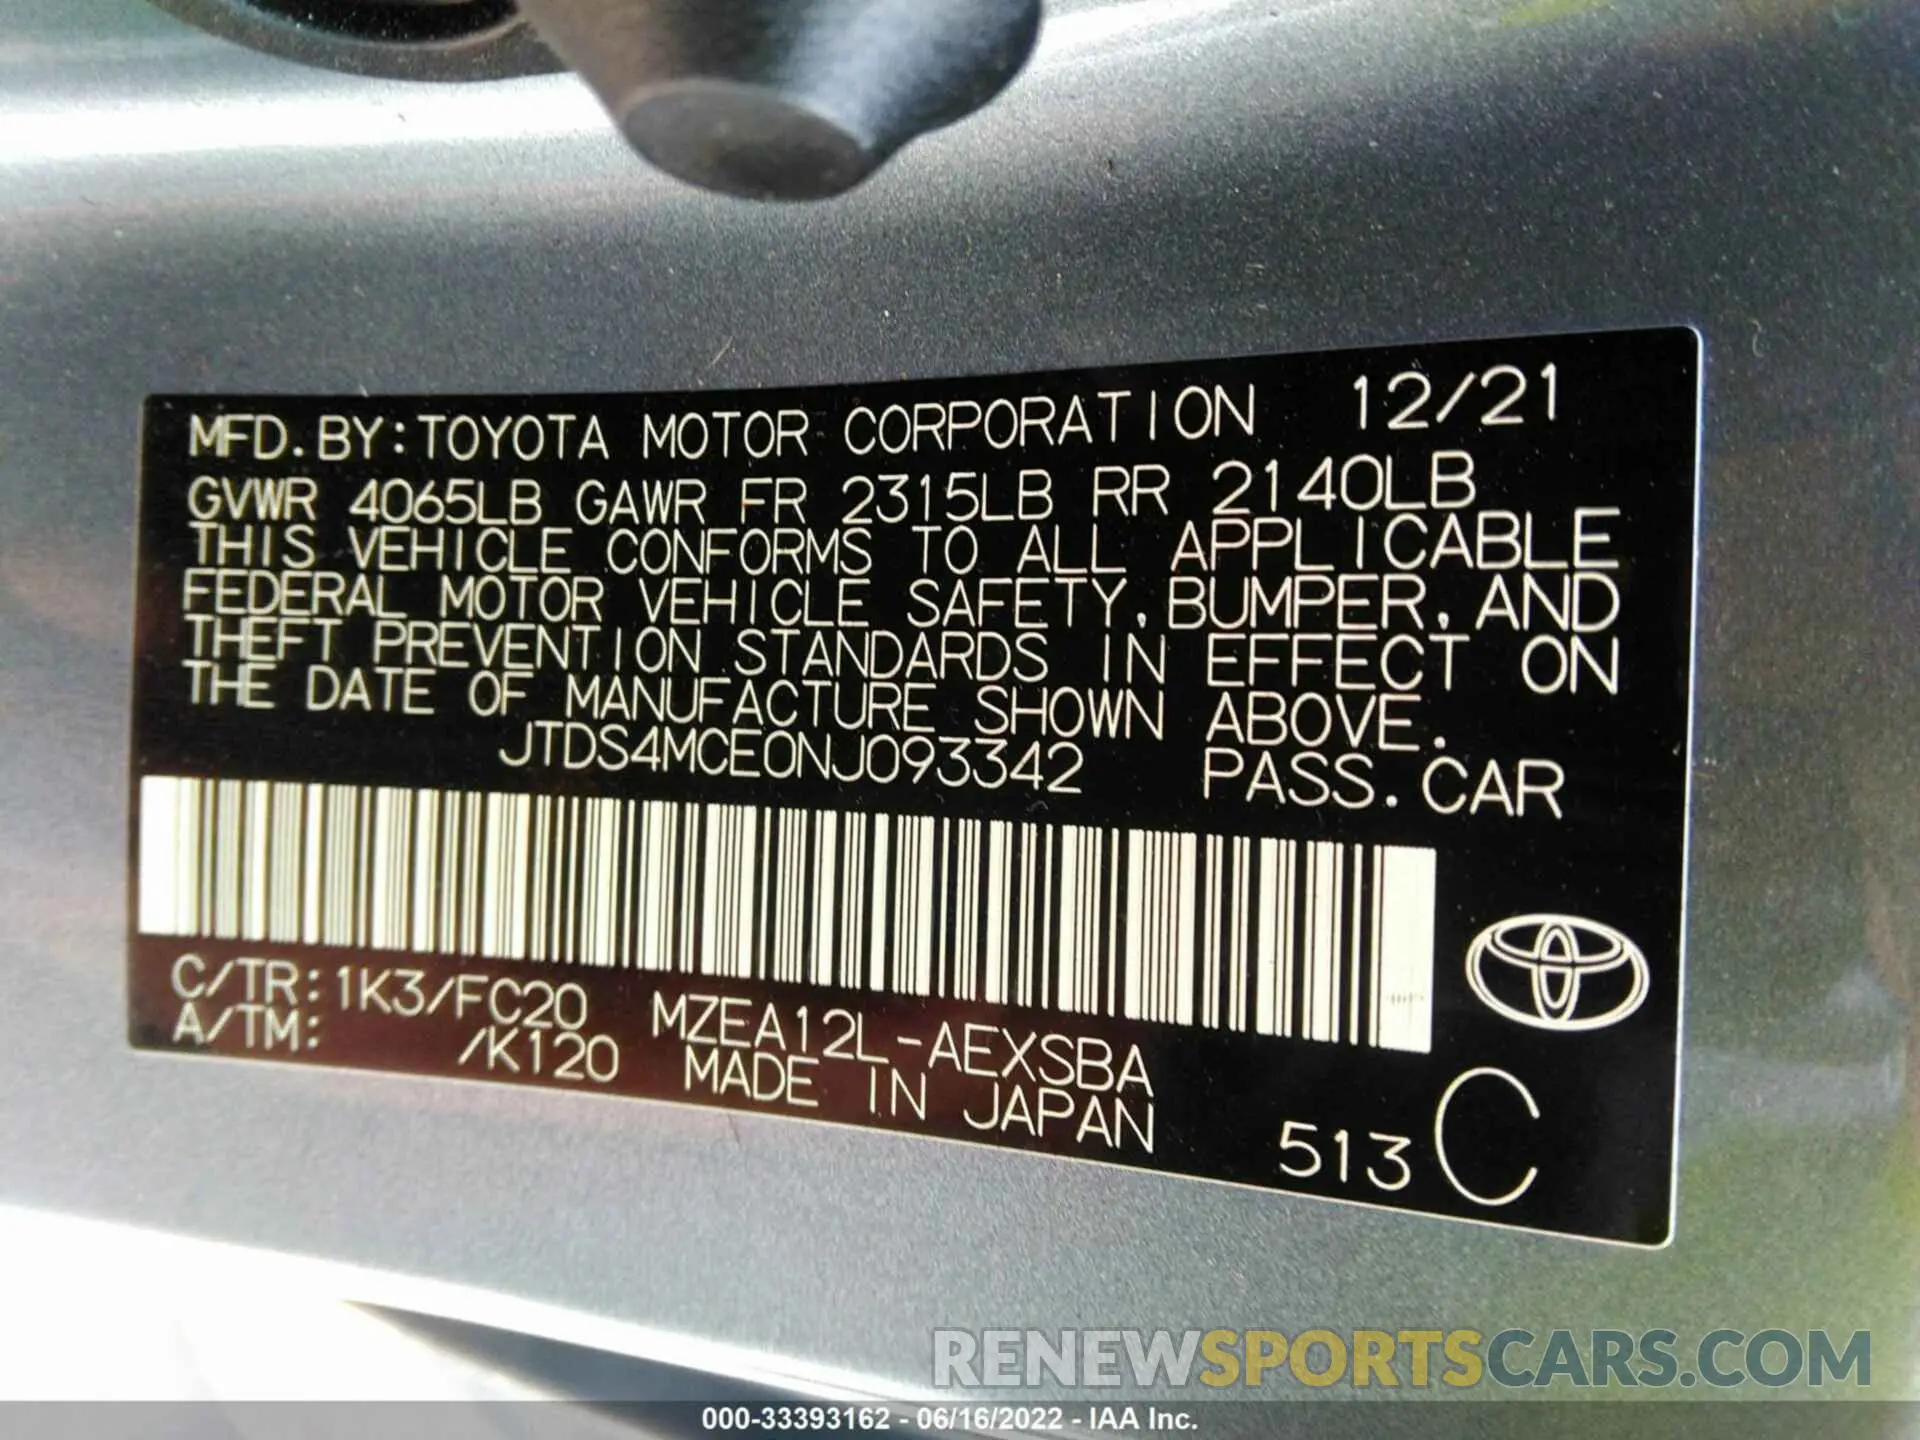 MFD. BY: TOYOTA MOTOR CORPORATION 12/21
GVWR 4065LB GAWR FR 2315LB RR 2140LB
THIS VEHICLE CONFORMS TO ALL APPLICABLE
FEDERAL MOTOR VEHICLE SAFETY, BUMPER, AND
THEFT PREVENTION STANDARDS IN EFFECT ON
THE DATE OF MANUFACTURE SHOWN ABOVE.
JTDS4MCE0NJ093342 PASS. CAR
C/TR: 1K3/FC20 MZEA12L-AEXSBA
A/TM: /K120 MADE IN JAPAN
513 C
RENEWSPORTSCARS.COM
000-33393162 - 06/16/2022 - IAA Inc.